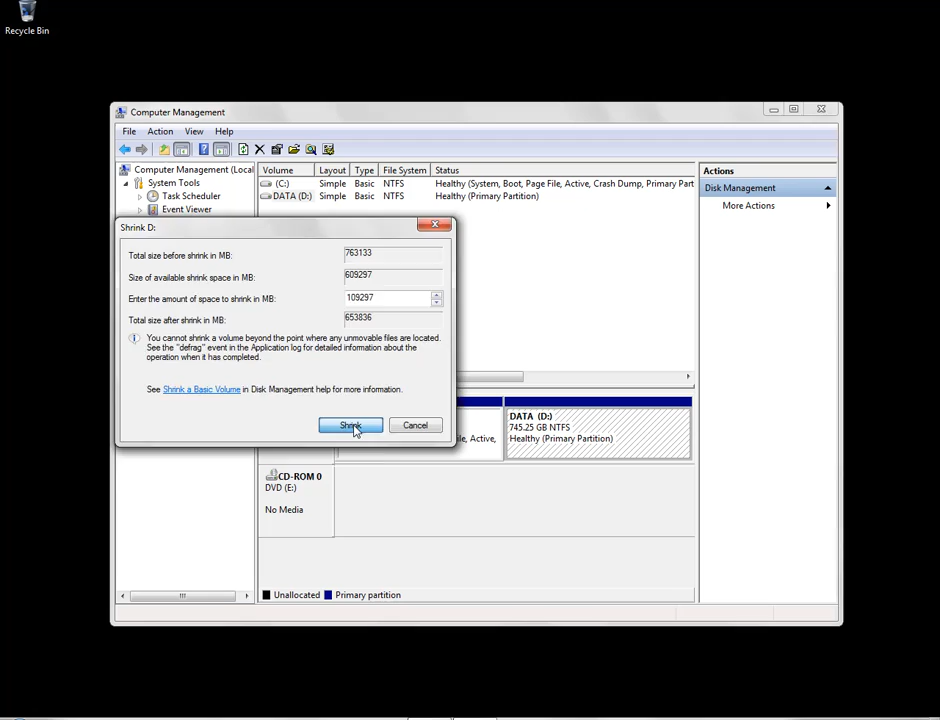 Recycle Bin
Computer Management
File Action View Help
Computer Management (Local
System Tools
Task Scheduler
Event Viewer
Volume Layout Type File System Status
(C:) Simple Basic NTFS Healthy (System, Boot, Page File, Active, Crash Dump, Primary Part
DATA (D:) Simple Basic NTFS Healthy (Primary Partition)
Actions
Disk Management
More Actions
Shrink D:
Total size before shrink in MB: 763133
Size of available shrink space in MB: 609297
Enter the amount of space to shrink in MB: 109297
Total size after shrink in MB: 653836
You cannot shrink a volume beyond the point where any unmovable files are located.
See the "defrag" event in the Application log for detailed information about the
operation when it has completed.
See Shrink a Basic Volume in Disk Management help for more information.
Shrink Cancel
ile, Active,
DATA (D:)
745.25 GB NTFS
Healthy (Primary Partition)
CD-ROM 0
DVD (E:)
No Media
Unallocated Primary partition